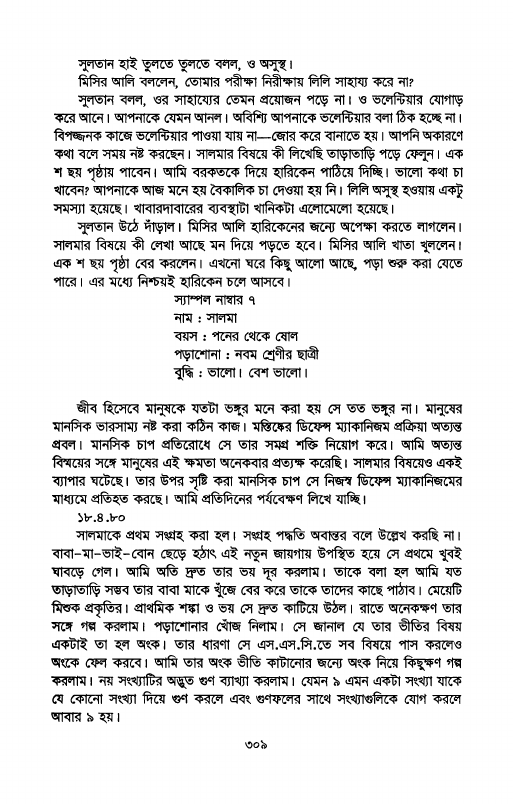 সুলতান হাই তুলতে তুলতে বলল, ও অসুস্থ।
মিসির আলি বললেন, তোমার পরীক্ষা নিরীক্ষায় লিলি সাহায্য করে না?
সুলতান বলল, ওর সাহায্যের তেমন প্রয়োজন পড়ে না। ও ভলেন্টিয়ার যোগাড়
করে আনে। আপনাকে যেমন আনল। অবিশ্যি আপনাকে ভলেন্টিয়ার বলা ঠিক হচ্ছে না।
বিপজ্জনক কাজে ভলেন্টিয়ার পাওয়া যায় না—জোর করে বানাতে হয়। আপনি অকারণে
কথা বলে সময় নষ্ট করছেন। সালমার বিষয়ে কী লিখেছি তাড়াতাড়ি পড়ে ফেলুন। এক
শ ছয় পৃষ্ঠায় পাবেন। আমি বরকতকে দিয়ে হারিকেন পাঠিয়ে দিচ্ছি। ভালো কথা চা
খাবেন? আপনাকে আজ মনে হয় বৈকালিক চা দেওয়া হয় নি। লিলি অসুস্থ হওয়ায় একটু
সমস্যা হয়েছে। খাবারদাবারের ব্যবস্থাটা খানিকটা এলোমেলো হয়েছে।
সুলতান উঠে দাঁড়াল। মিসির আলি হারিকেনের জন্যে অপেক্ষা করতে লাগলেন।
সালমার বিষয়ে কী লেখা আছে মন দিয়ে পড়তে হবে। মিসির আলি খাতা খুললেন।
এক শ ছয় পৃষ্ঠা বের করলেন। এখনো ঘরে কিছু আলো আছে, পড়া শুরু করা যেতে
পারে। এর মধ্যে নিশ্চয়ই হারিকেন চলে আসবে।
স্যাম্পল নাম্বার ৭
নাম : সালমা
বয়স : পনের থেকে ষোল
পড়াশোনা : নবম শ্রেণীর ছাত্রী
বুদ্ধি : ভালো। বেশ ভালো।
জীব হিসেবে মানুষকে যতটা ভঙ্গুর মনে করা হয় সে তত ভঙ্গুর না। মানুষের
মানসিক ভারসাম্য নষ্ট করা কঠিন কাজ। মস্তিষ্কের ডিফেন্স ম্যাকানিজম প্রক্রিয়া অত্যন্ত
প্রবল। মানসিক চাপ প্রতিরোধে সে তার সমগ্র শক্তি নিয়োগ করে। আমি অত্যন্ত
বিস্ময়ের সঙ্গে মানুষের এই ক্ষমতা অনেকবার প্রত্যক্ষ করেছি। সালমার বিষয়েও একই
ব্যাপার ঘটেছে। তার উপর সৃষ্টি করা মানসিক চাপ সে নিজস্ব ডিফেন্স ম্যাকানিজমের
মাধ্যমে প্রতিহত করছে। আমি প্রতিদিনের পর্যবেক্ষণ লিখে যাচ্ছি।
১৮.৪.৮০
সালমাকে প্রথম সংগ্রহ করা হল। সংগ্রহ পদ্ধতি অবান্তর বলে উল্লেখ করছি না।
বাবা-মা-ভাই-বোন ছেড়ে হঠাৎ এই নতুন জায়গায় উপস্থিত হয়ে সে প্রথমে খুবই
ঘাবড়ে গেল। আমি অতি দ্রুত তার ভয় দূর করলাম। তাকে বলা হল আমি যত
তাড়াতাড়ি সম্ভব তার বাবা মাকে খুঁজে বের করে তাকে তাদের কাছে পাঠাব। মেয়েটি
মিশুক প্রকৃতির। প্রাথমিক শঙ্কা ও ভয় সে দ্রুত কাটিয়ে উঠল। রাতে অনেকক্ষণ তার
সঙ্গে গল্প করলাম। পড়াশোনার খোঁজ নিলাম। সে জানাল যে তার ভীতির বিষয়
একটাই তা হল অংক। তার ধারণা সে এস.এস.সি.তে সব বিষয়ে পাস করলেও
অংকে ফেল করবে। আমি তার অংক ভীতি কাটানোর জন্যে অংক নিয়ে কিছুক্ষণ গল্প
করলাম। নয় সংখ্যাটির অদ্ভুত গুণ ব্যাখ্যা করলাম। যেমন ৯ এমন একটা সংখ্যা যাকে
যে কোনো সংখ্যা দিয়ে গুণ করলে এবং গুণফলের সাথে সংখ্যাগুলিকে যোগ করলে
আবার ৯ হয়।
৩০৯